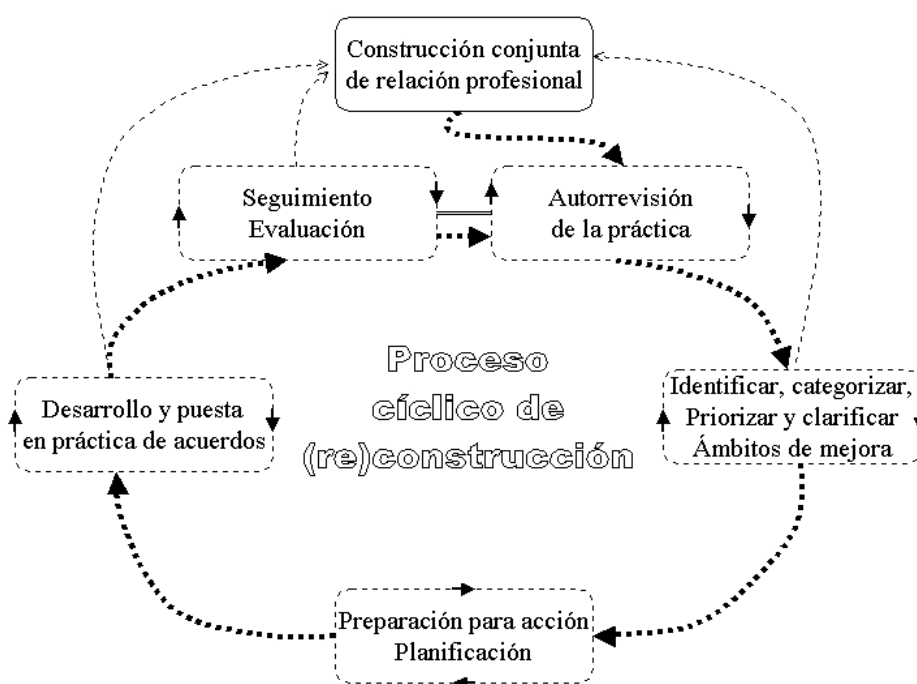 Construcción conjunta
de relación profesional
Seguimiento
Evaluación
Autorrevisión
de la práctica
Proceso
cíclico de
(re)construcción
Desarrollo y puesta
en práctica de acuerdos
Identificar, categorizar,
Priorizar y clarificar
Ámbitos de mejora
Preparación para acción
Planificación